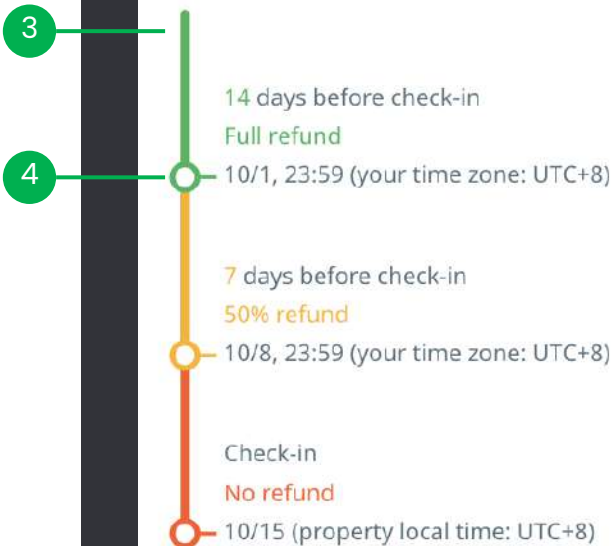 3
14 days before check-in
Full refund
4
10/1, 23:59 (your time zone: UTC+8)
7 days before check-in
50% refund
10/8, 23:59 (your time zone: UTC+8)
Check-in
No refund
10/15 (property local time: UTC+8)